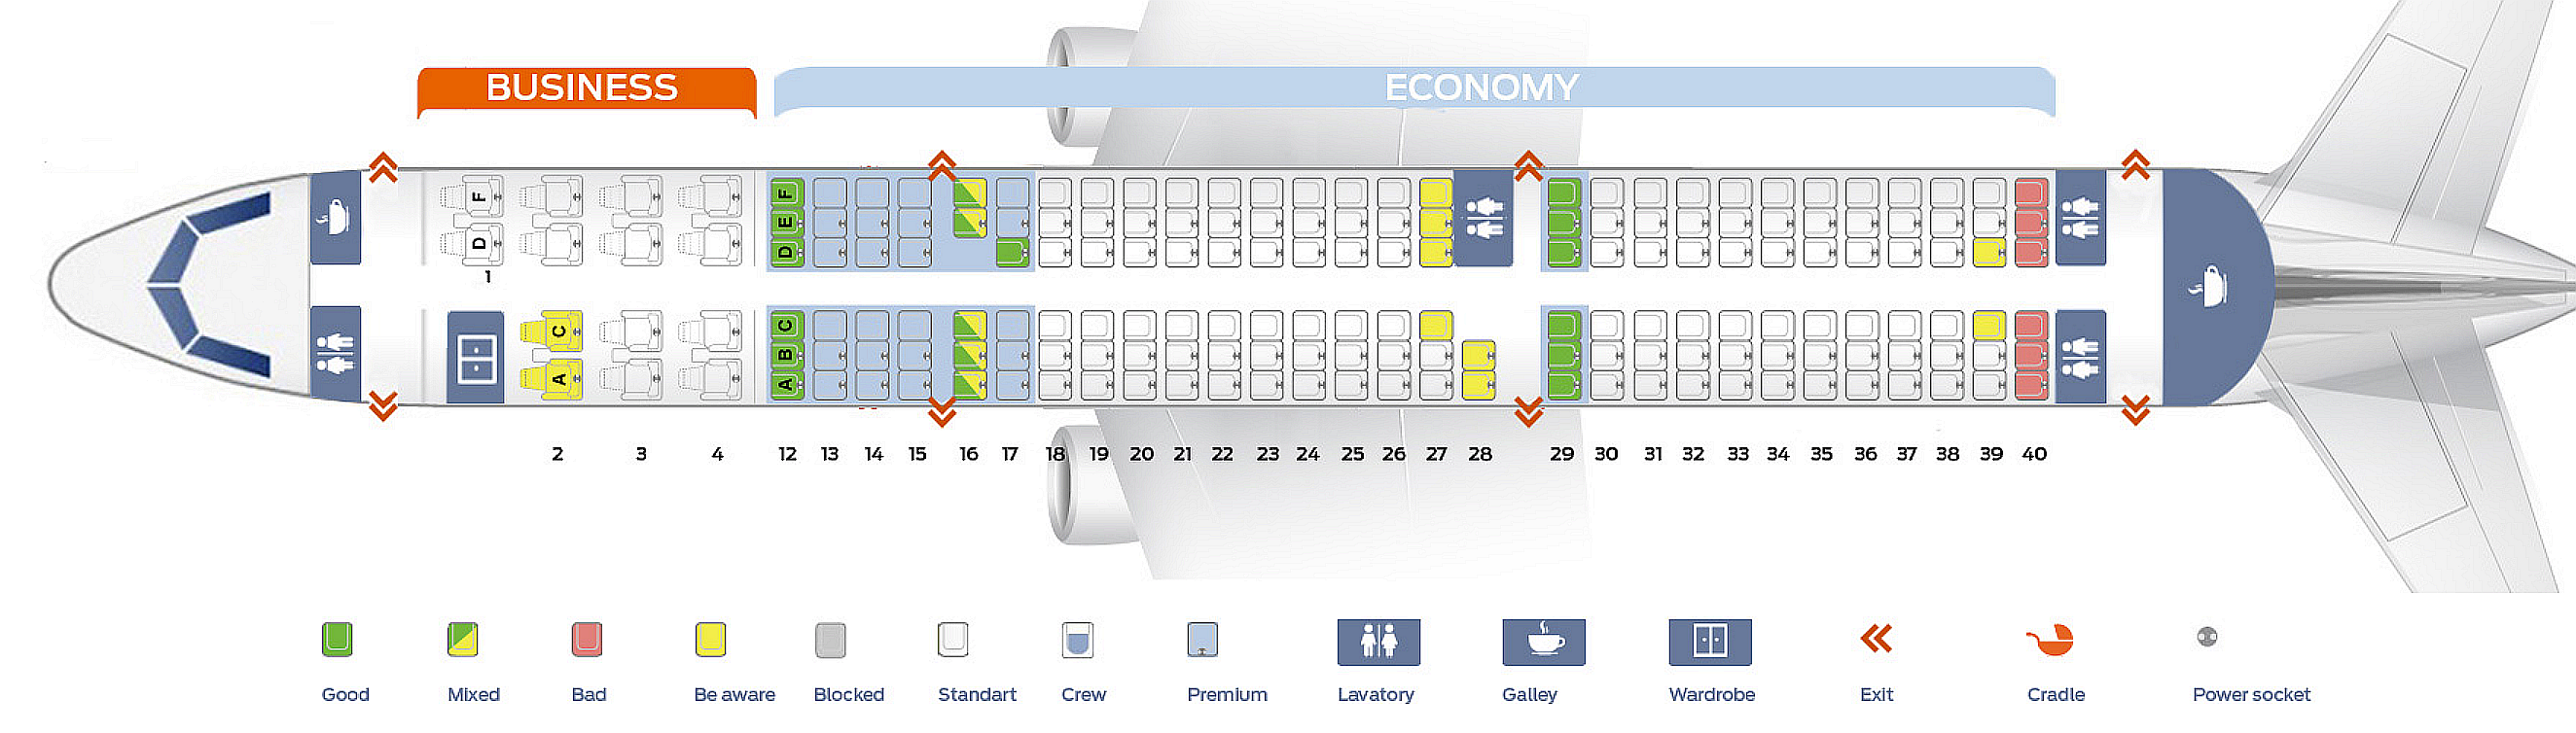 BUSINESS
ECONOMY
F F
E
D D
1
C C
B
A A
2 3 4 12 13 14 15 16 17 18 19 20 21 22 23 24 25 26 27 28 29 30 31 32 33 34 35 36 37 38 39 40
Good Mixed Bad Be aware Blocked Standart Crew Premium Lavatory Galley Wardrobe Exit Cradle Power socket